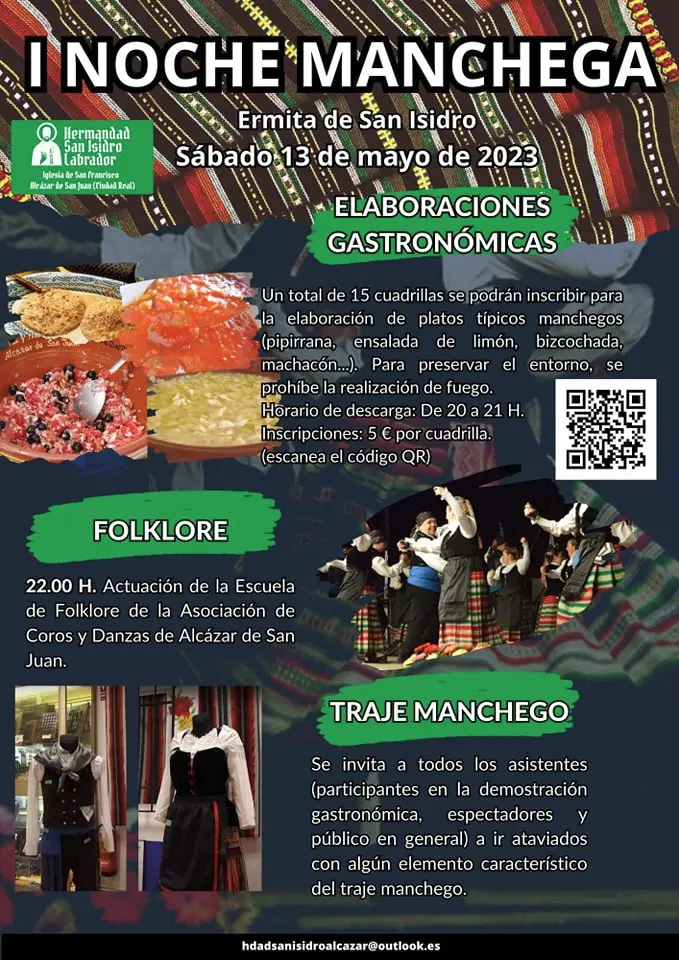 I NOCHE MANCHEGA
Ermita de San Isidro
Sábado 13 de mayo de 2023
Hermandad
San Isidro
Labrador
Iglesia de San Francisco
Alcázar de San Juan (Ciudad Real)
ELABORACIONES
GASTRONÓMICAS
Un total de 15 cuadrillas se podrán inscribir para
la elaboración de platos típicos manchegos
(pipirrana, ensalada de limón, bizcochada,
machacón...). Para preservar el entorno, se
prohíbe la realización de fuego.
Horario de descarga: De 20 a 21 H.
Inscripciones: 5 € por cuadrilla.
(escanea el código QR)
Alcázar de San Juan
FOLKLORE
22.00 H. Actuación de la Escuela
de Folklore de la Asociación de
Coros y Danzas de Alcázar de San
Juan.
TRAJE MANCHEGO
Se invita a todos los asistentes
(participantes en la demostración
gastronómica, espectadores y
público en general) a ir ataviados
con algún elemento característico
del traje manchego.
hdadsanisidroalcazar@outlook.es